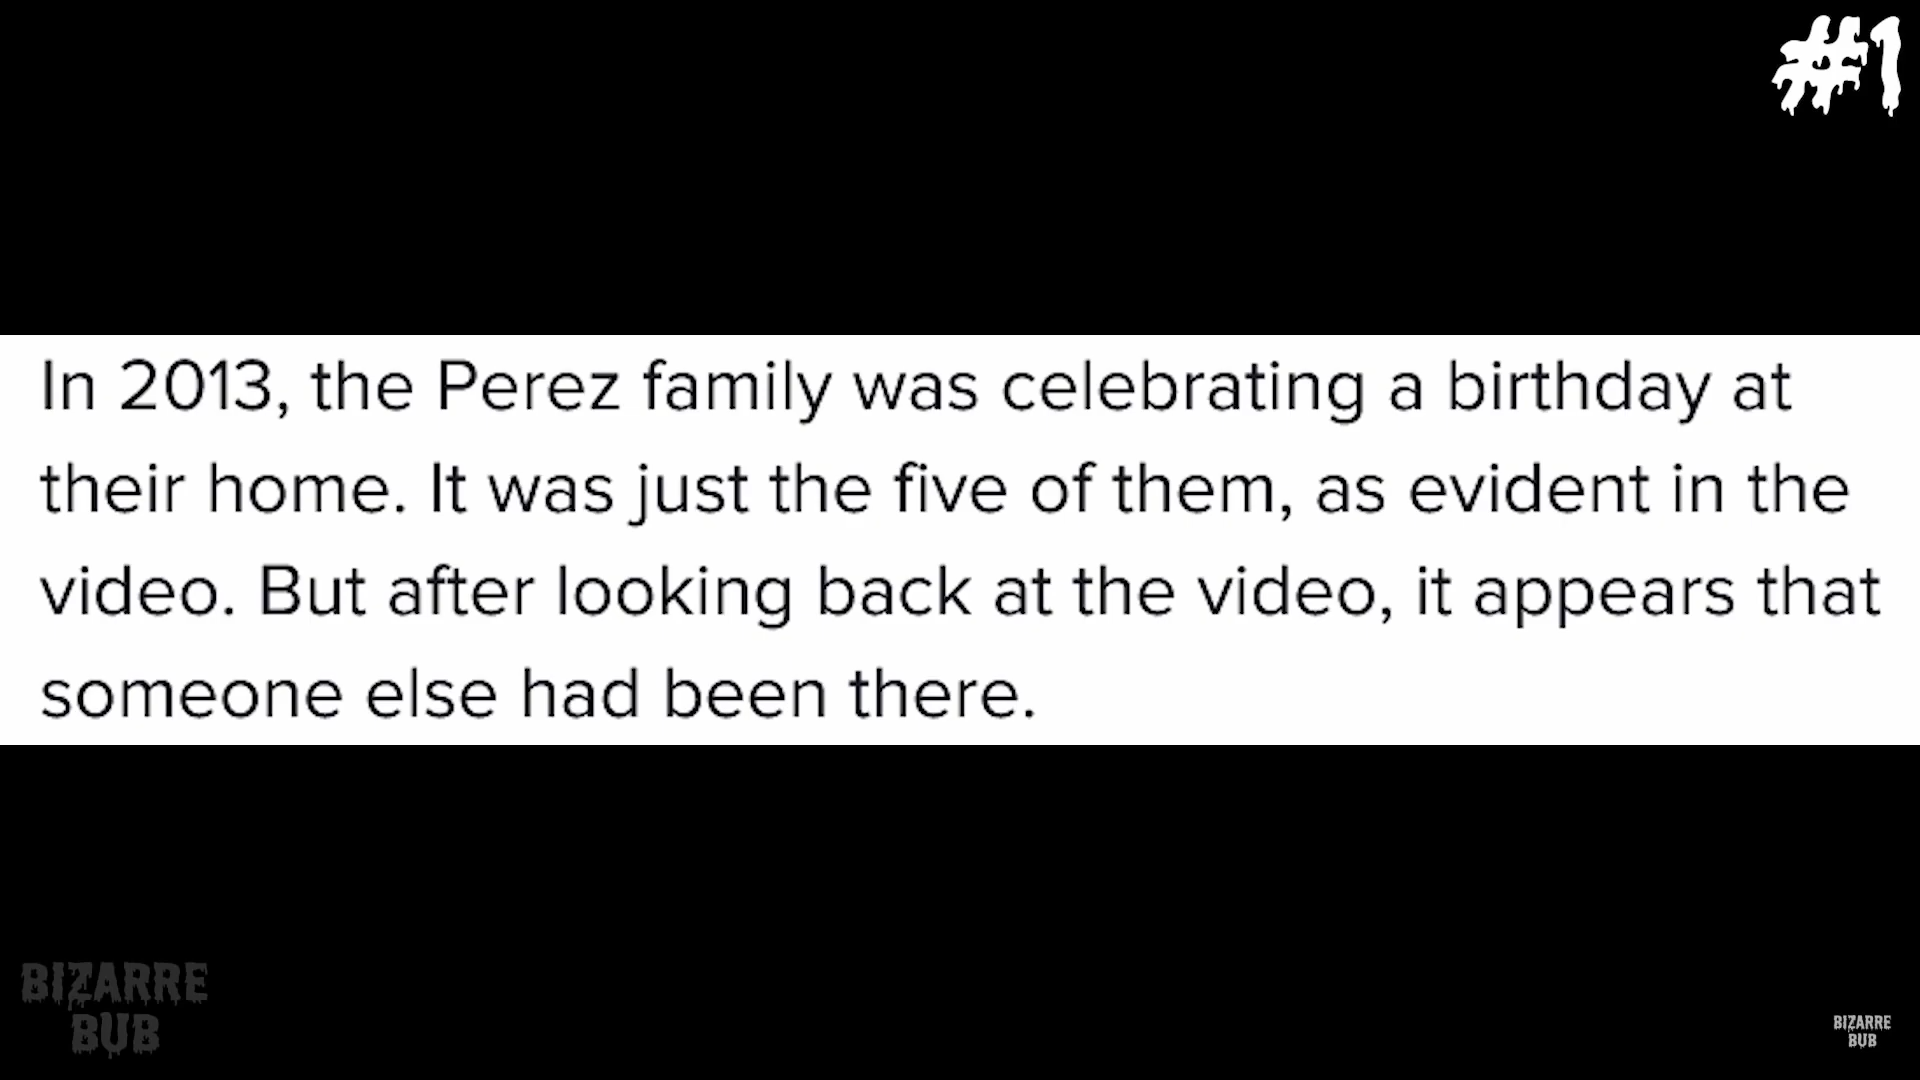 #1
In 2013, the Perez family was celebrating a birthday at
their home. It was just the five of them, as evident in the
video. But after looking back at the video, it appears that
someone else had been there.
BIZARRE
BUB
BIZARRE
BUB